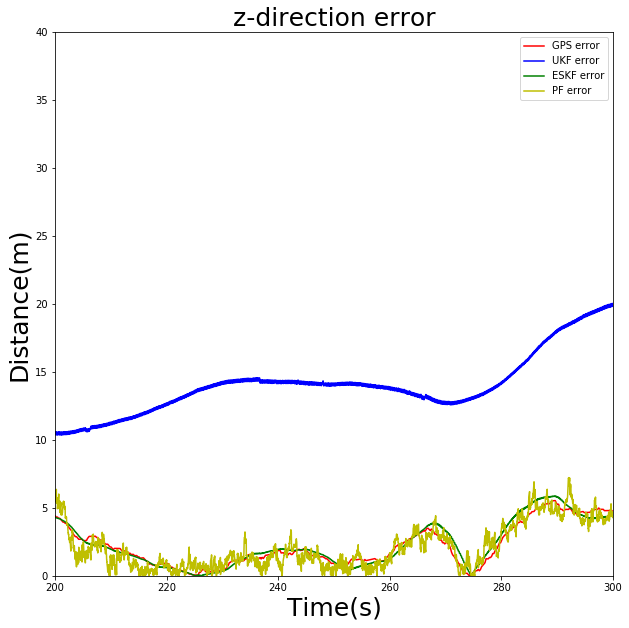 z-direction error
GPS error
UKF error
ESKF error
PF error
Distance(m)
40
35
30
25
20
15
10
5
0
200 220 240 260 280 300
Time(s)